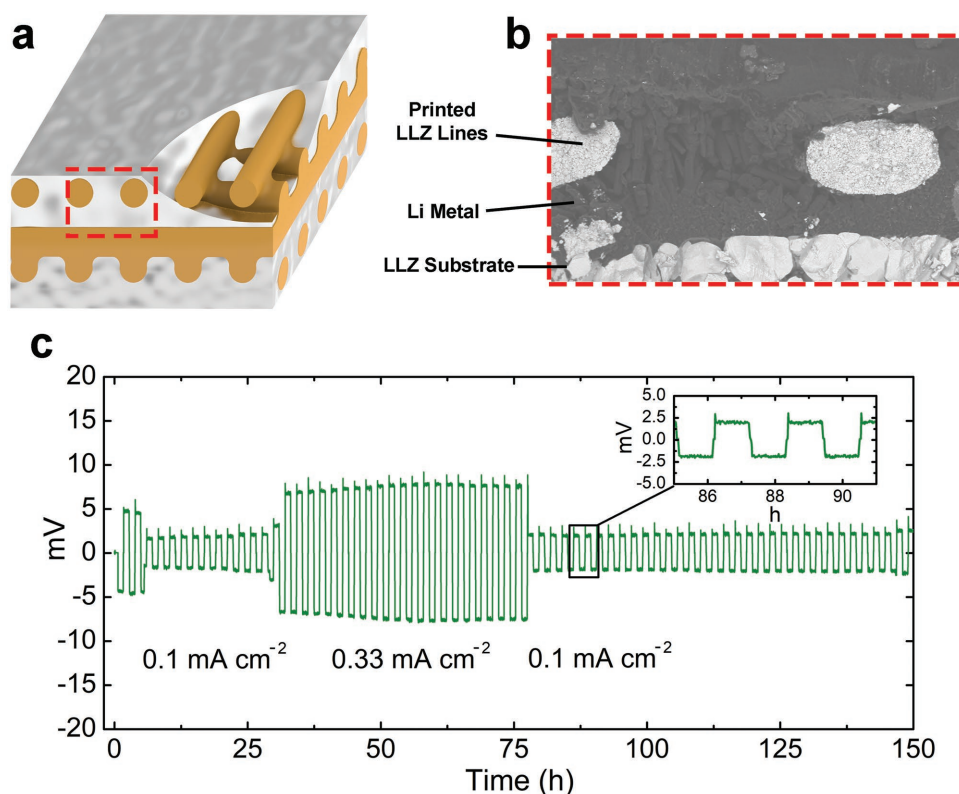 a
b
Printed
LLZ Lines
Li Metal
LLZ Substrate
c
20
15
10
5
0
-5
-10
-15
-20
mV
5.0
2.5
0.0
-2.5
-5.0
mV
86
88
90
h
0.1 mA cm⁻²
0.33 mA cm⁻²
0.1 mA cm⁻²
0
25
50
75
100
125
150
Time (h)